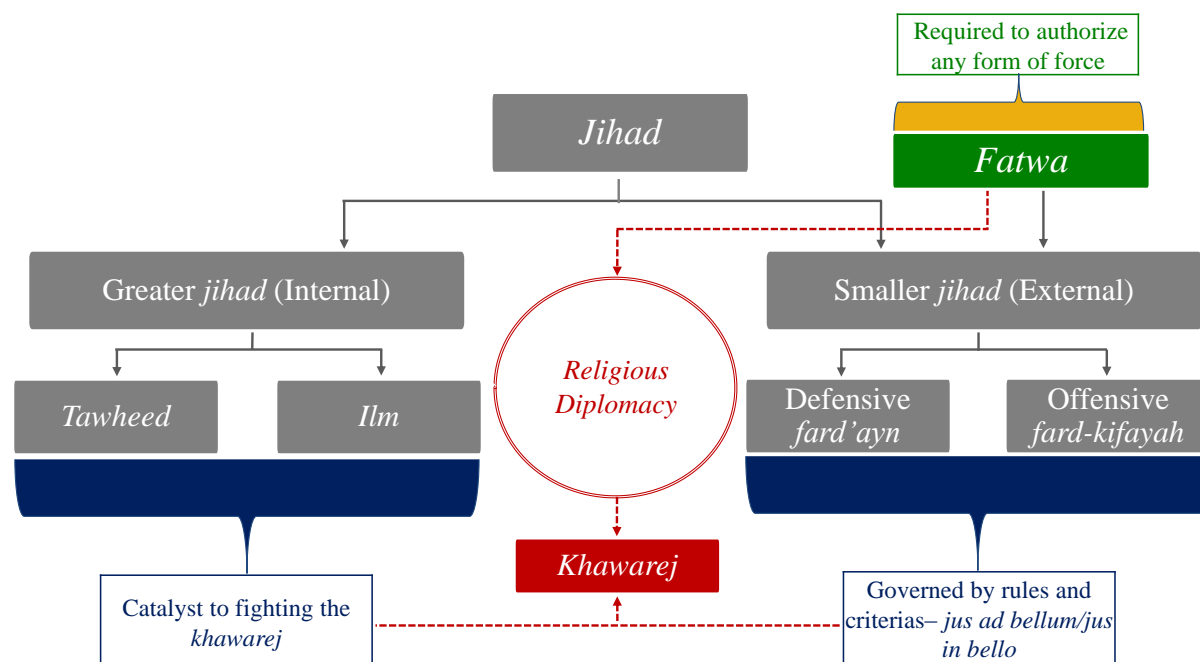 Required to authorize
any form of force
Jihad
Fatwa
Greater jihad (Internal)
Smaller jihad (External)
Religious
Diplomacy
Tawheed
Ilm
Defensive
fard’ayn
Offensive
fard-kifayah
Khawarej
Catalyst to fighting the
khawarej
Governed by rules and
criterias– jus ad bellum/jus
in bello